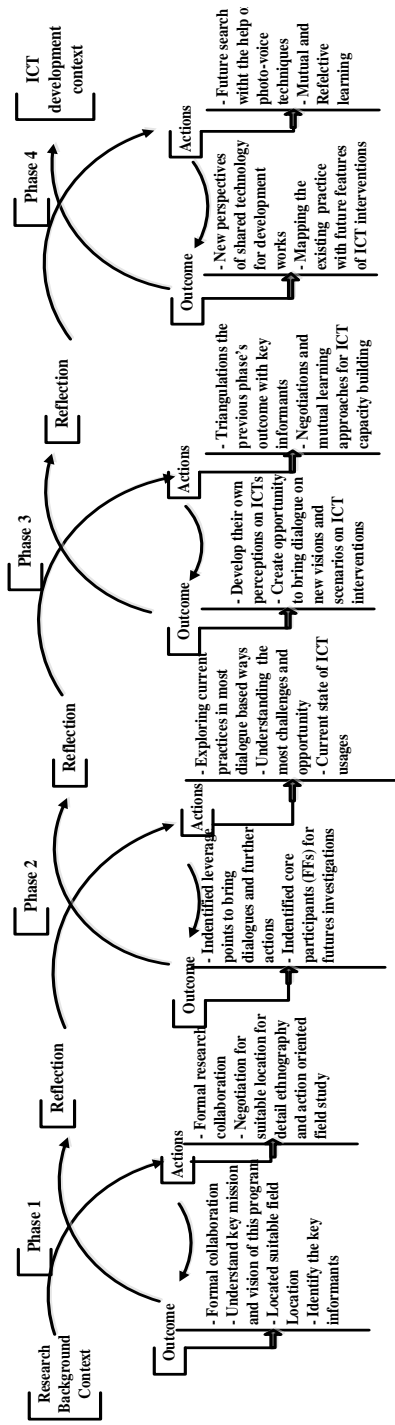 Research
Background
Context
Phase 1
Reflection
Phase 2
Reflection
Phase 3
Reflection
Phase 4
ICT
development
context
Outcome
Actions
Outcome
Actions
Outcome
Actions
Outcome
Actions
- Formal collaboration
- Understand key mission
and vision of this program
- Located suitable field
Location
- Identify the key
informants
- Formal research
collaboration
- Negotiation for
suitable location for
detail ethnography
and action oriented
field study
- Indentified leverage
points to bring
dialogues and further
actions
- Indentified core
participants (FFs) for
futures investigations
- Exploring current
practices in most
dialogue based ways
- Understanding the
most challenges and
opportunity
- Current state of ICT
usages
- Develop their own
perceptions on ICTs
- Create opportunity
to bring dialogue on
new visions and
scenarios on ICT
interventions
- Triangulations the
previous phase's
outcome with key
informants
- Negotiations and
mutual learning
approaches for ICT
capacity building
- New perspectives
of shared technology
for development
works
- Mapping the
existing practice
with future features
of ICT interventions
- Future search
witht the help o
photo-voice
techniques
- Mutual and
Refelctive
learning